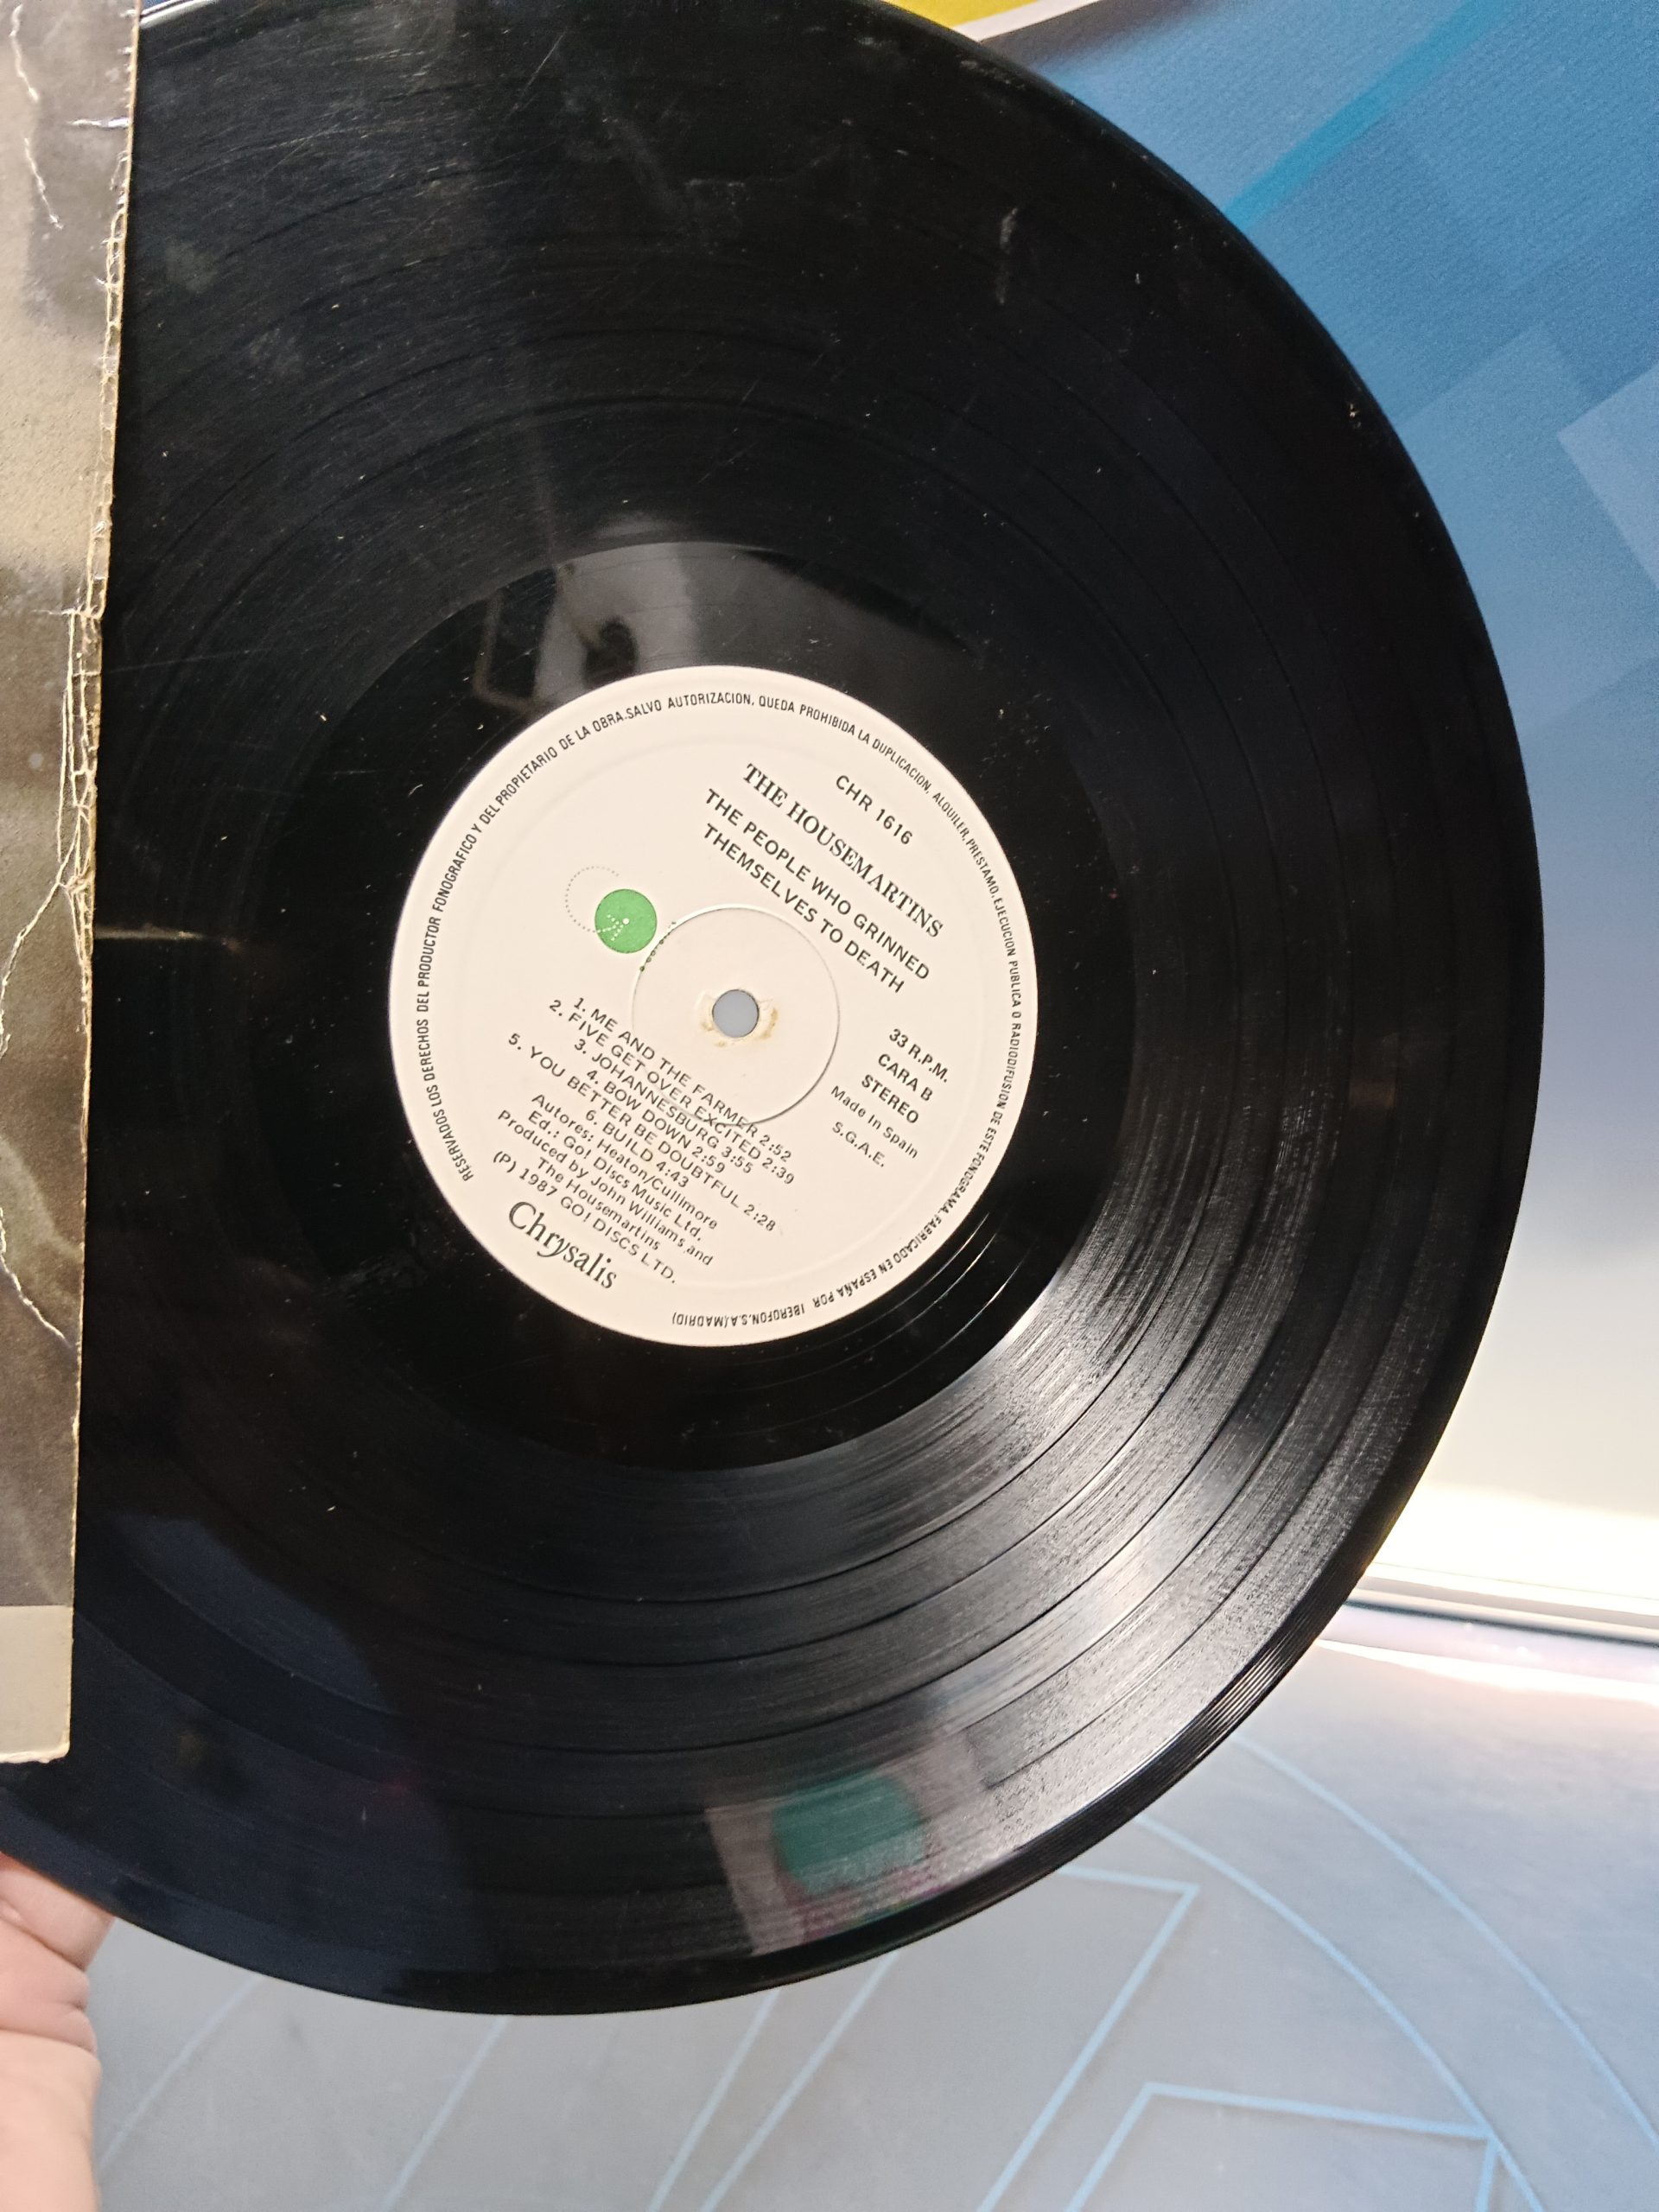 RESERVADOS LOS DERECHOS DEL PRODUCTOR FONOGRAFICO Y DEL PROPIETARIO DE LA OBRA.SALVO AUTORIZACION, QUEDA PROHIBIDA LA DUPLICACION, ALQUILER, PRESTAMO, EJECUCION PUBLICA O RADIODIFUSION DE ESTE FONOGRAMA. FABRICADO EN ESPAÑA POR IBEROFON,S.A.(MADRID)
CHR 1616
THE HOUSEMARTINS
THE PEOPLE WHO GRINNED
THEMSELVES TO DEATH
33 R.P.M.
CARA B
STEREO
Made In Spain
S.G.A.E.
1. ME AND THE FARMER 2:52
2. FIVE GET OVER EXCITED 2:39
3. JOHANNESBURG 3:55
4. BOW DOWN 2:59
5. YOU BETTER BE DOUBTFUL 2:28
6. BUILD 4:43
Autores: Heaton/Cullimore
Ed.: Go! Discs Music Ltd.
Produced by John Williams and
The Housemartins
(P) 1987 GO! DISCS LTD.
Chrysalis